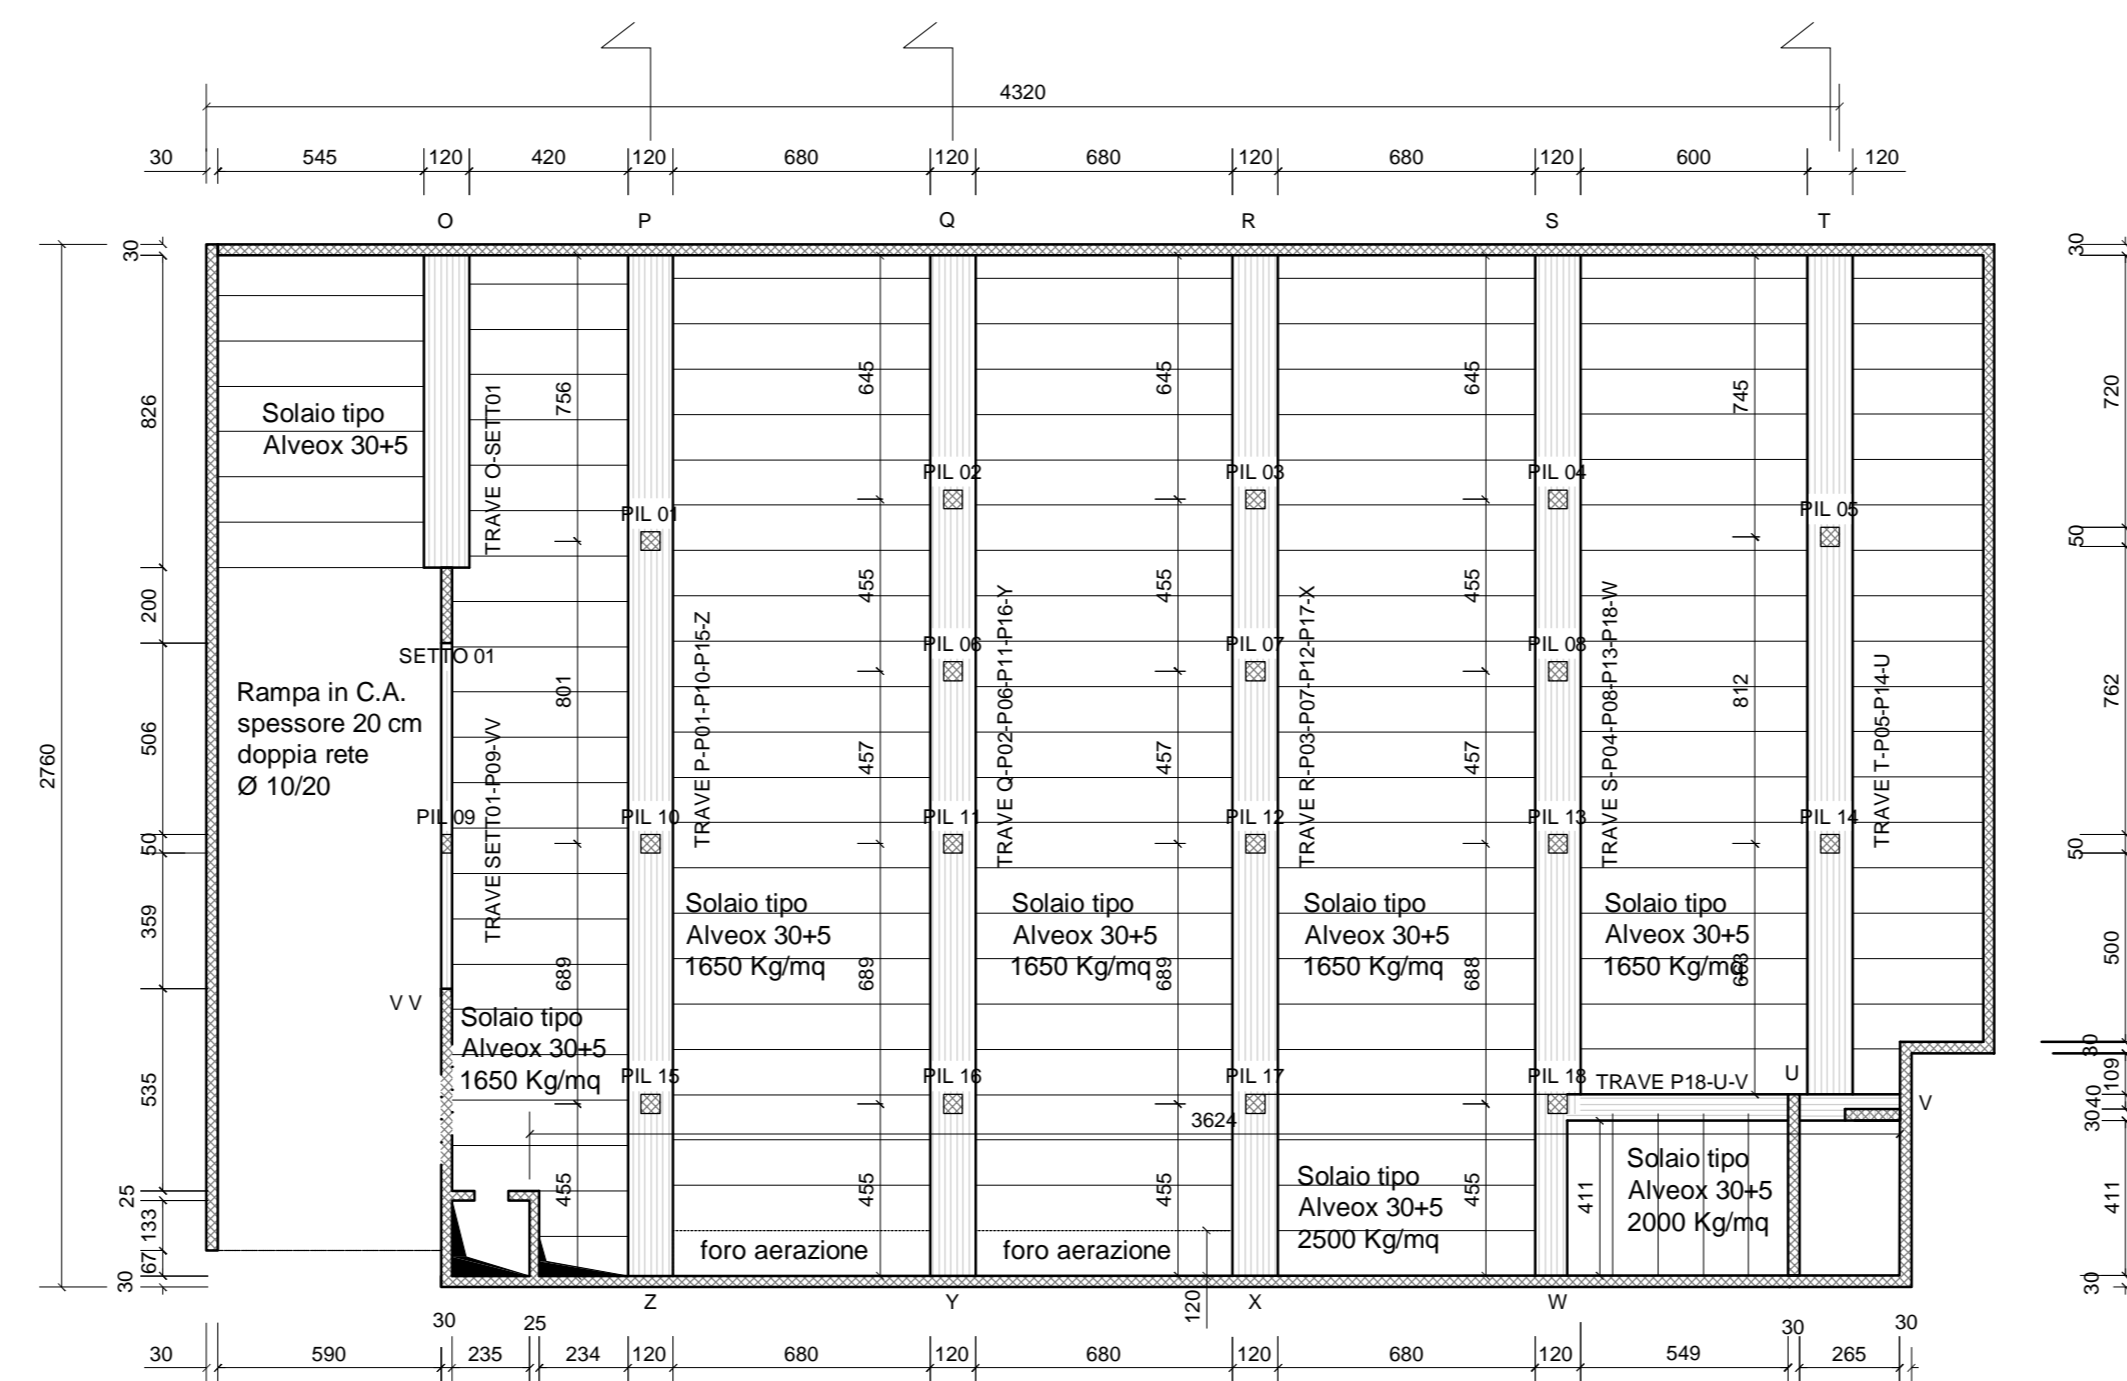 4320
30 545 120 420 120 680 120 680 120 680 120 600 120
O P Q R S T
30
826
200
506
50
359
535
25
133
67
30
2760
Solaio tipo
Alveox 30+5
TRAVE O-SETT01
756
801
689
455
SETTO 01
Rampa in C.A.
spessore 20 cm
doppia rete
Ø 10/20
PIL 09
TRAVE SETT01-P09-VV
V V
Solaio tipo
Alveox 30+5
1650 Kg/mq
PIL 01
PIL 10
PIL 15
TRAVE P-P01-P10-P15-Z
645
455
457
689
455
Solaio tipo
Alveox 30+5
1650 Kg/mq
foro aerazione
PIL 02
PIL 06
PIL 11
PIL 16
TRAVE Q-P02-P06-P11-P16-Y
645
455
457
689
455
Solaio tipo
Alveox 30+5
1650 Kg/mq
foro aerazione
120
3624
PIL 03
PIL 07
PIL 12
PIL 17
TRAVE R-P03-P07-P12-P17-X
645
455
457
688
455
Solaio tipo
Alveox 30+5
1650 Kg/mq
Solaio tipo
Alveox 30+5
2500 Kg/mq
PIL 04
PIL 08
PIL 13
PIL 18
TRAVE S-P04-P08-P13-P18-W
745
812
Solaio tipo
Alveox 30+5
1650 Kg/mq
PIL 05
PIL 14
TRAVE T-P05-P14-U
TRAVE P18-U-V
U
V
411
Solaio tipo
Alveox 30+5
2000 Kg/mq
30
720
50
762
50
500
30
109
40
30
411
30
Z Y X W
30 590 30 235 25 234 120 680 120 680 120 680 120 549 30 265 30